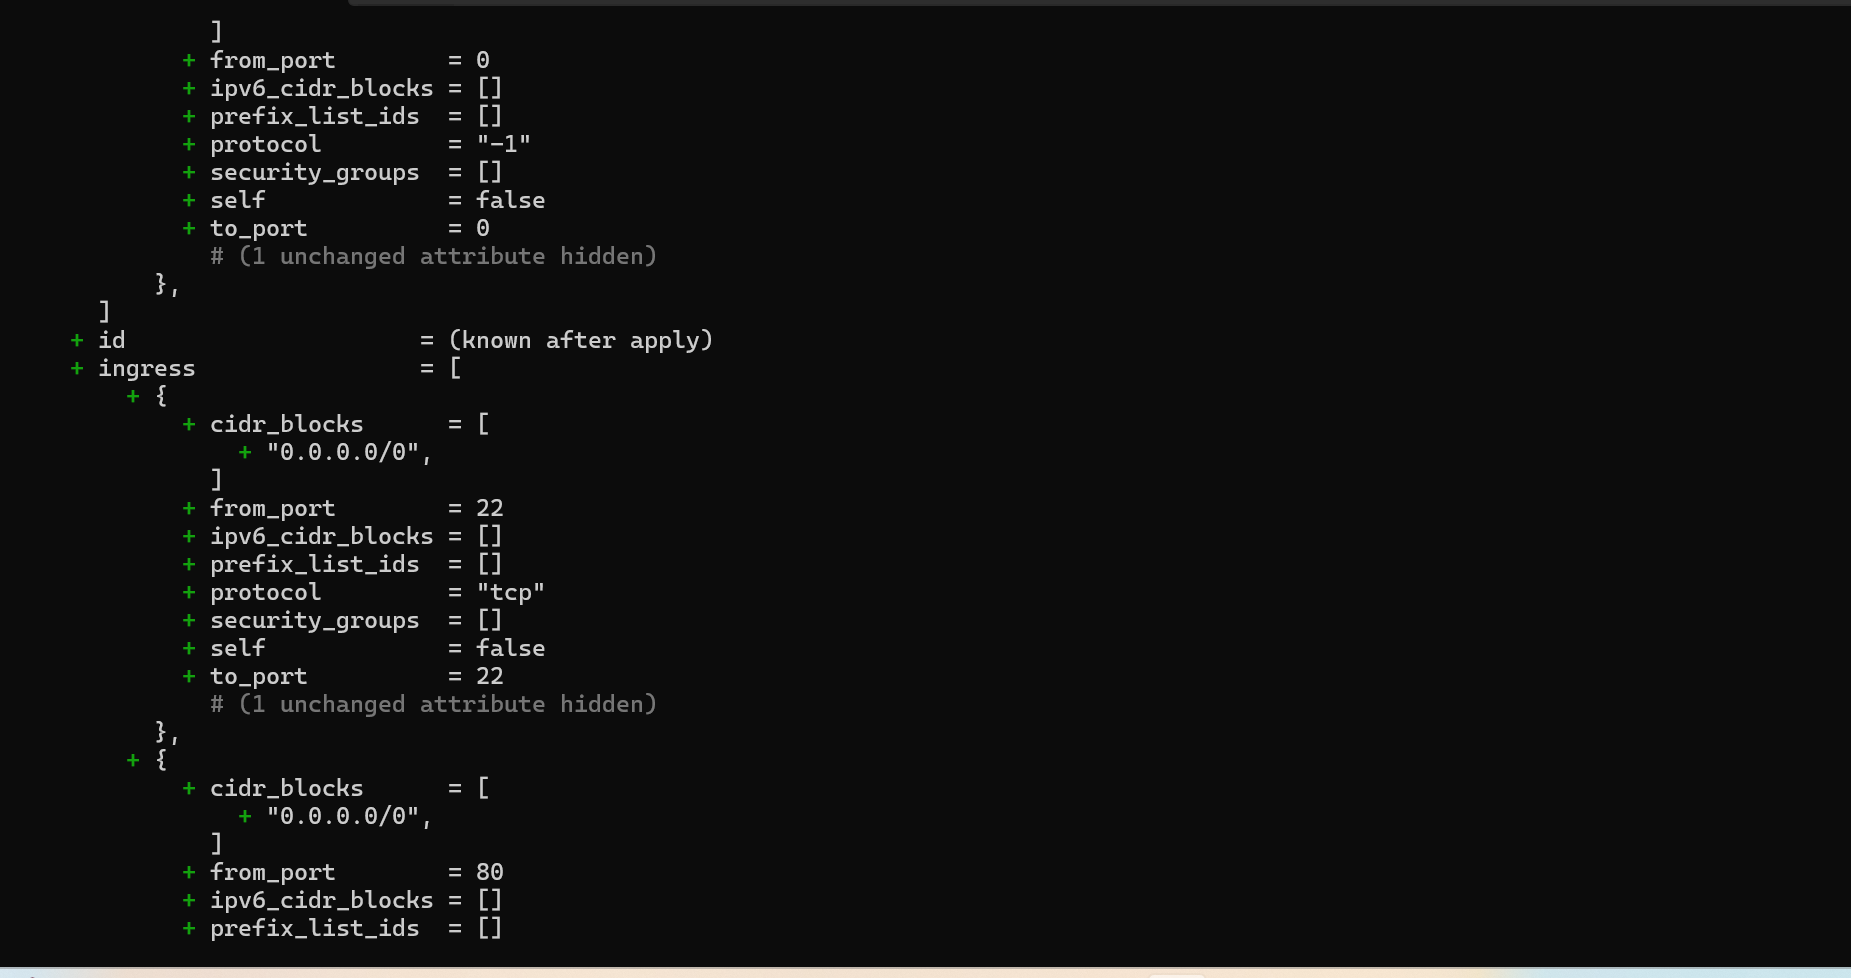 ]
        + from_port        = 0
        + ipv6_cidr_blocks = []
        + prefix_list_ids  = []
        + protocol         = "-1"
        + security_groups  = []
        + self             = false
        + to_port          = 0
          # (1 unchanged attribute hidden)
      },
  ]
+ id                     = (known after apply)
+ ingress                = [
    + {
        + cidr_blocks      = [
            + "0.0.0.0/0",
          ]
        + from_port        = 22
        + ipv6_cidr_blocks = []
        + prefix_list_ids  = []
        + protocol         = "tcp"
        + security_groups  = []
        + self             = false
        + to_port          = 22
          # (1 unchanged attribute hidden)
      },
    + {
        + cidr_blocks      = [
            + "0.0.0.0/0",
          ]
        + from_port        = 80
        + ipv6_cidr_blocks = []
        + prefix_list_ids  = []